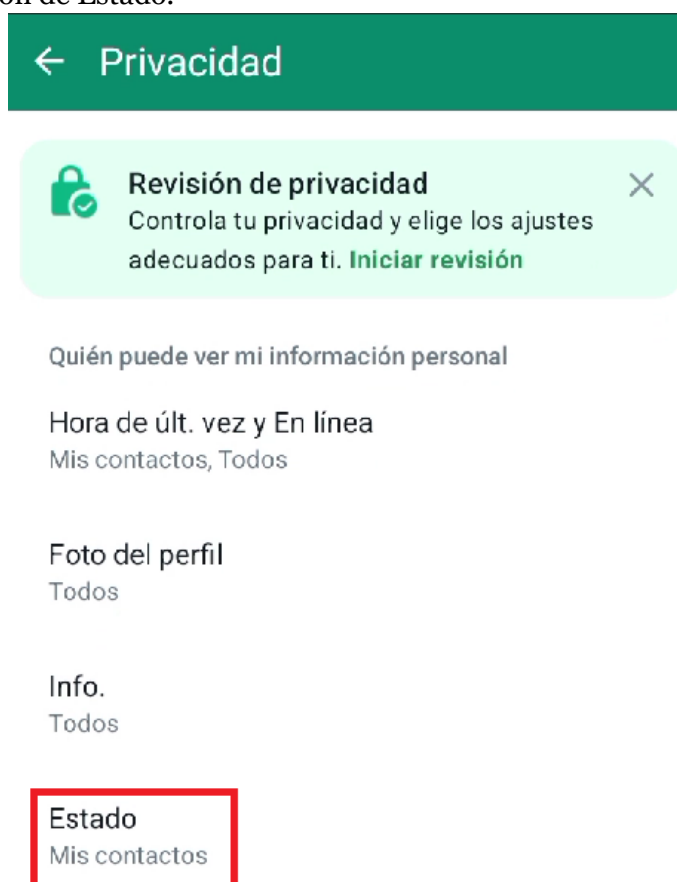 de Estado.
Privacidad
Revisión de privacidad
Controla tu privacidad y elige los ajustes
adecuados para ti. Iniciar revisión
Quién puede ver mi información personal
Hora de últ. vez y En línea
Mis contactos, Todos
Foto del perfil
Todos
Info.
Todos
Estado
Mis contactos